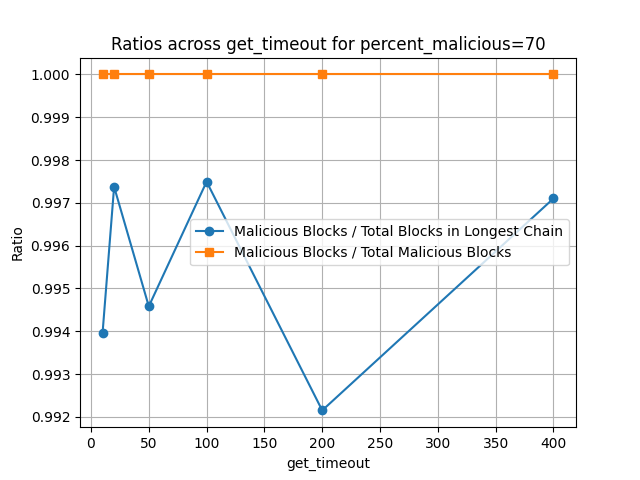 Ratios across get_timeout for percent_malicious=70
1.000
0.999
0.998
0.997
0.996
0.995
0.994
0.993
0.992
Ratio
Malicious Blocks / Total Blocks in Longest Chain
Malicious Blocks / Total Malicious Blocks
0 50 100 150 200 250 300 350 400
get_timeout